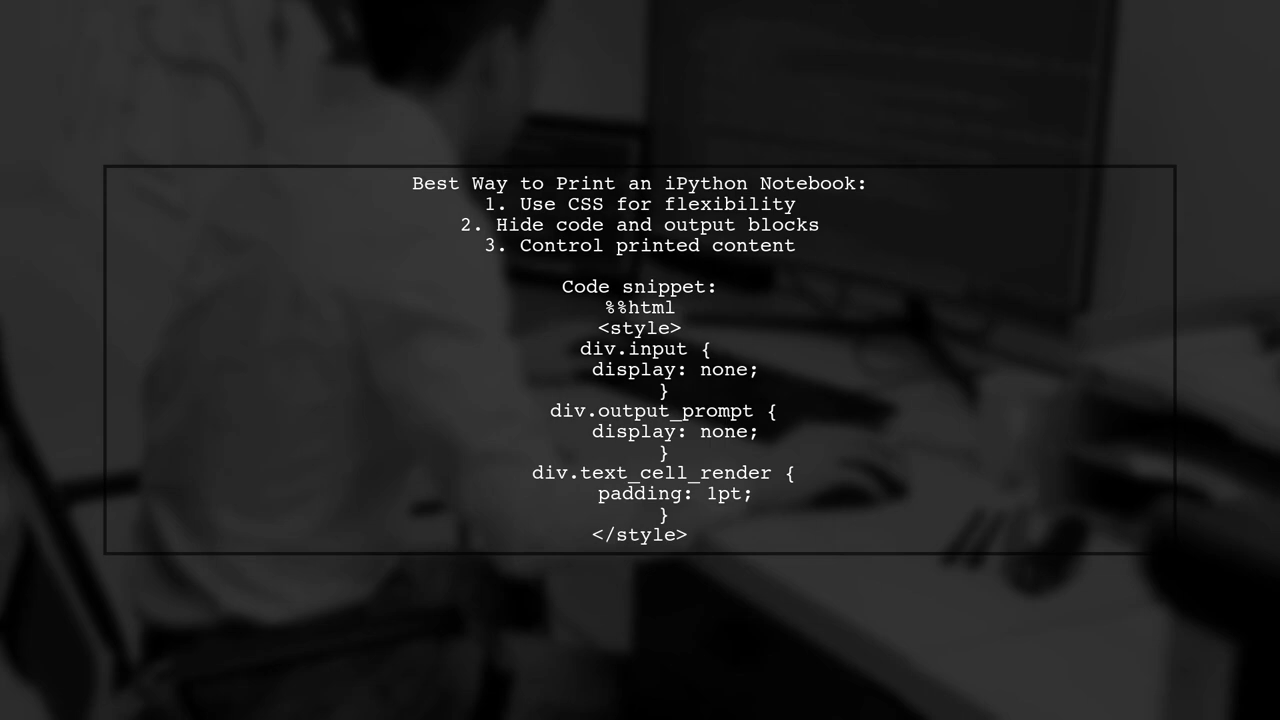 Best Way to Print an iPython Notebook:
1. Use CSS for flexibility
2. Hide code and output blocks
3. Control printed content
Code snippet:
%%html
<style>
div.input {
display: none;
}
div.output_prompt {
display: none;
}
div.text_cell_render {
padding: 1pt;
}
</style>